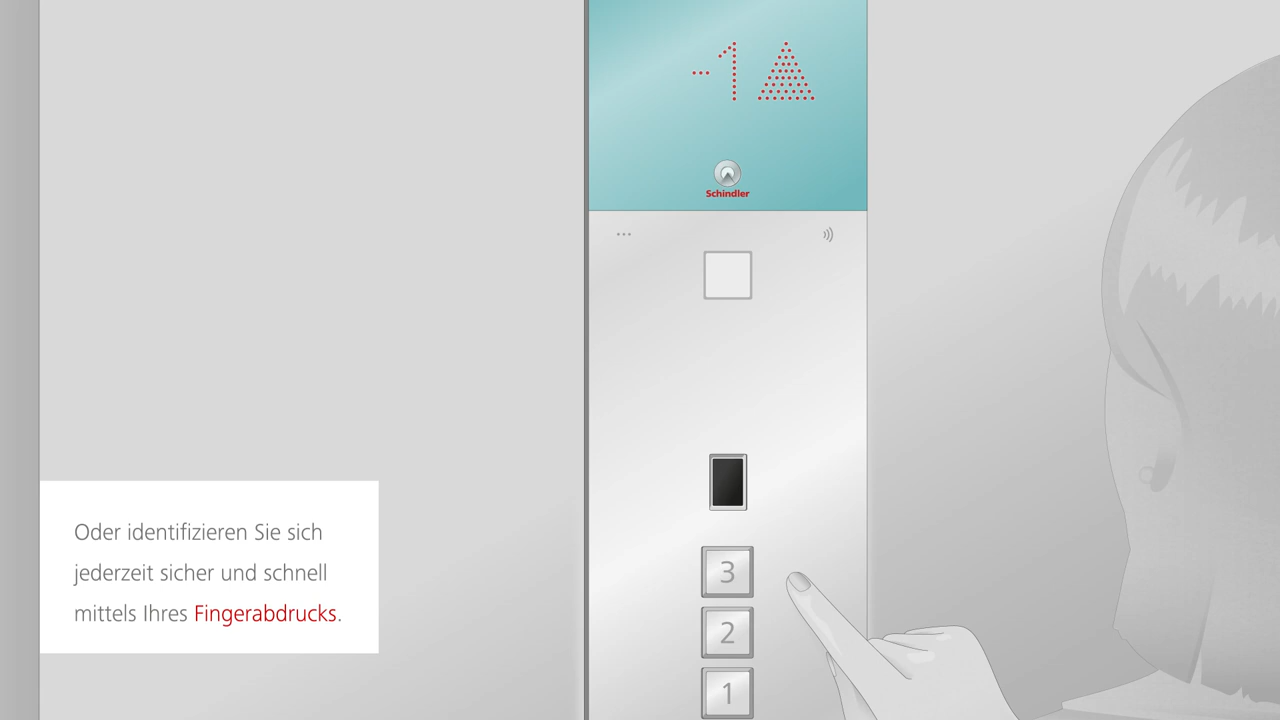 -1
Schindler
3
2
1
Oder identifizieren Sie sich
jederzeit sicher und schnell
mittels Ihres Fingerabdrucks.